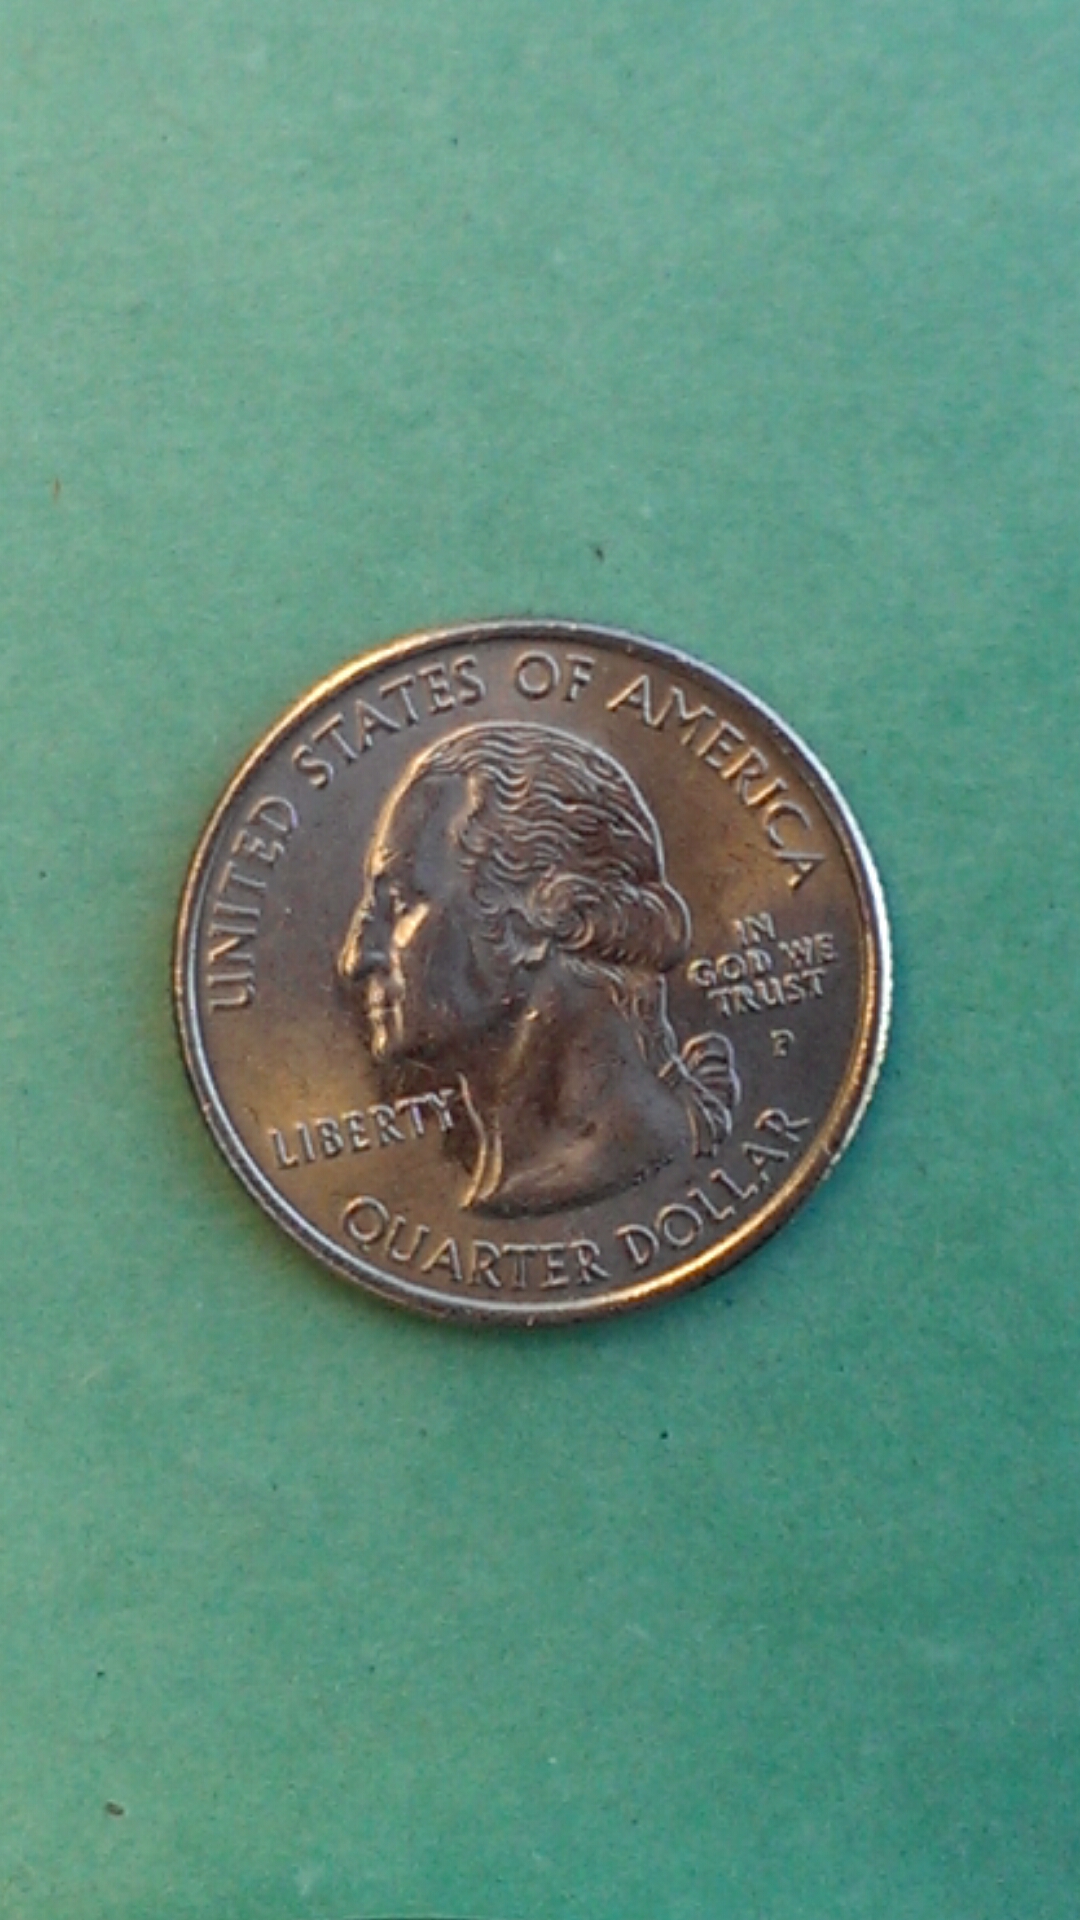 UNITED STATES OF AMERICA
IN
GOD WE
TRUST
P
LIBERTY
QUARTER DOLLAR